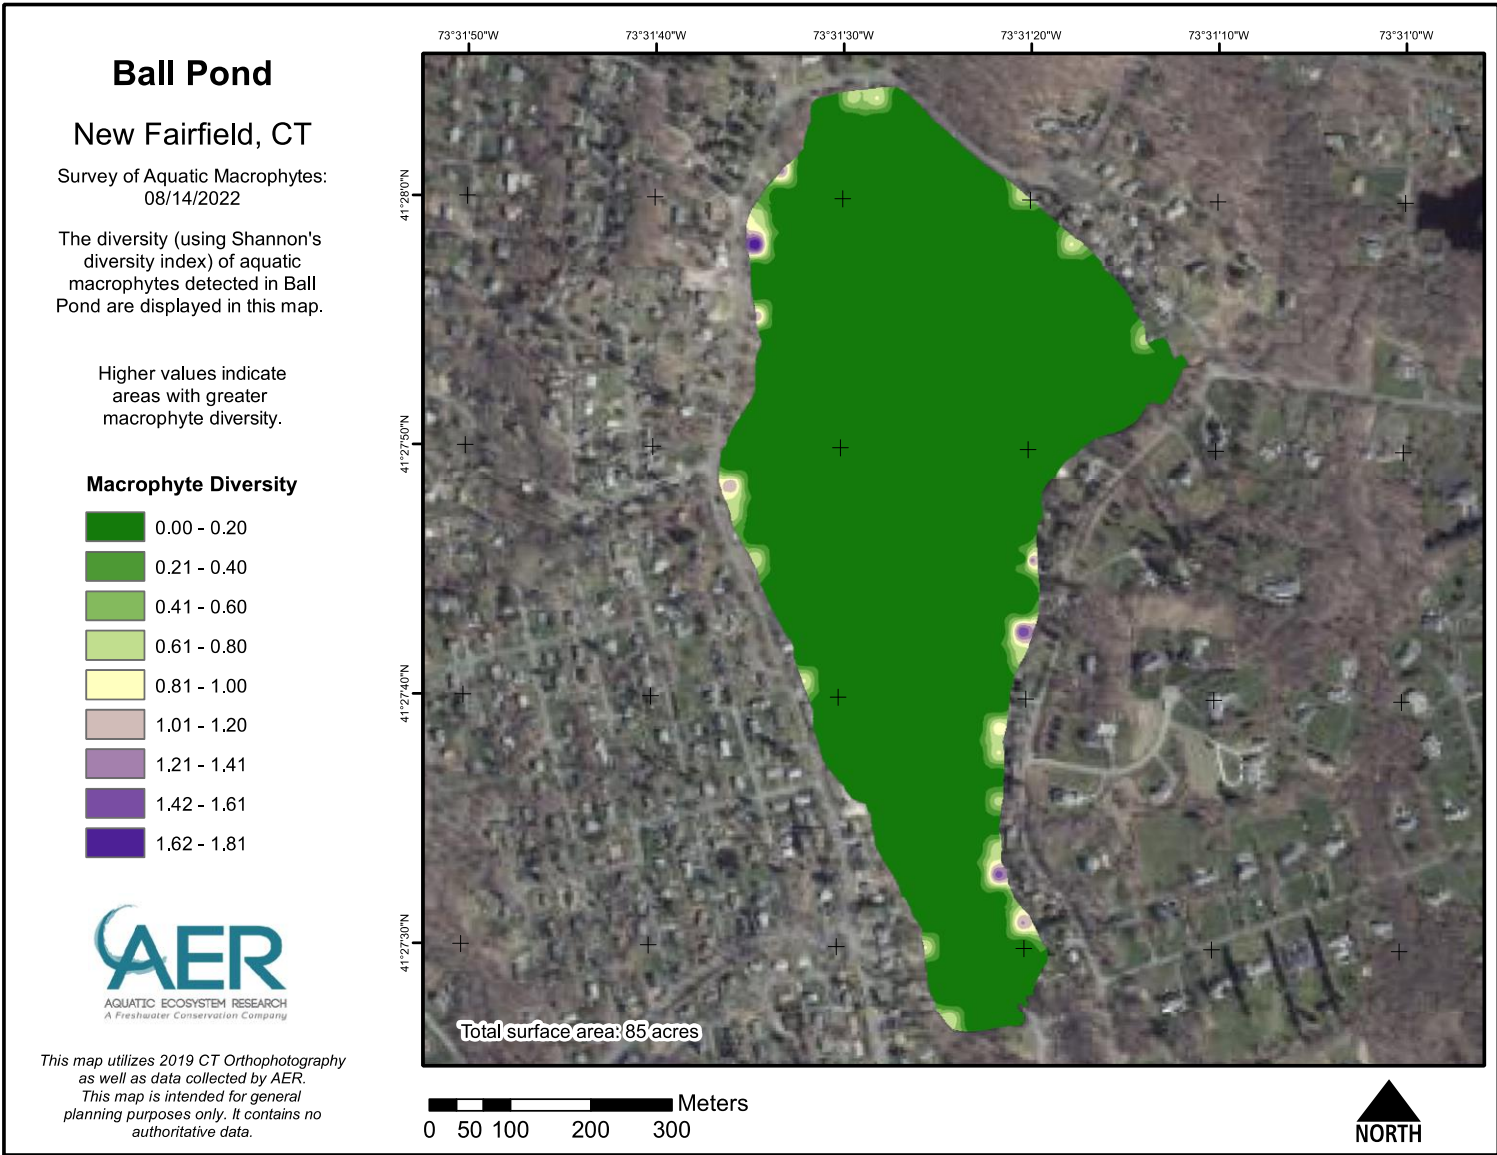 Ball Pond
New Fairfield, CT
Survey of Aquatic Macrophytes:
08/14/2022
The diversity (using Shannon's
diversity index) of aquatic
macrophytes detected in Ball
Pond are displayed in this map.
Higher values indicate
areas with greater
macrophyte diversity.
Macrophyte Diversity
0.00 - 0.20
0.21 - 0.40
0.41 - 0.60
0.61 - 0.80
0.81 - 1.00
1.01 - 1.20
1.21 - 1.41
1.42 - 1.61
1.62 - 1.81
AER
AQUATIC ECOSYSTEM RESEARCH
A Freshwater Conservation Company
This map utilizes 2019 CT Orthophotography
as well as data collected by AER.
This map is intended for general
planning purposes only. It contains no
authoritative data.
73°31'50"W 73°31'40"W 73°31'30"W 73°31'20"W 73°31'10"W 73°31'0"W
41°28'0"N
41°27'50"N
41°27'40"N
41°27'30"N
Total surface area: 85 acres
Meters
0 50 100 200 300
NORTH